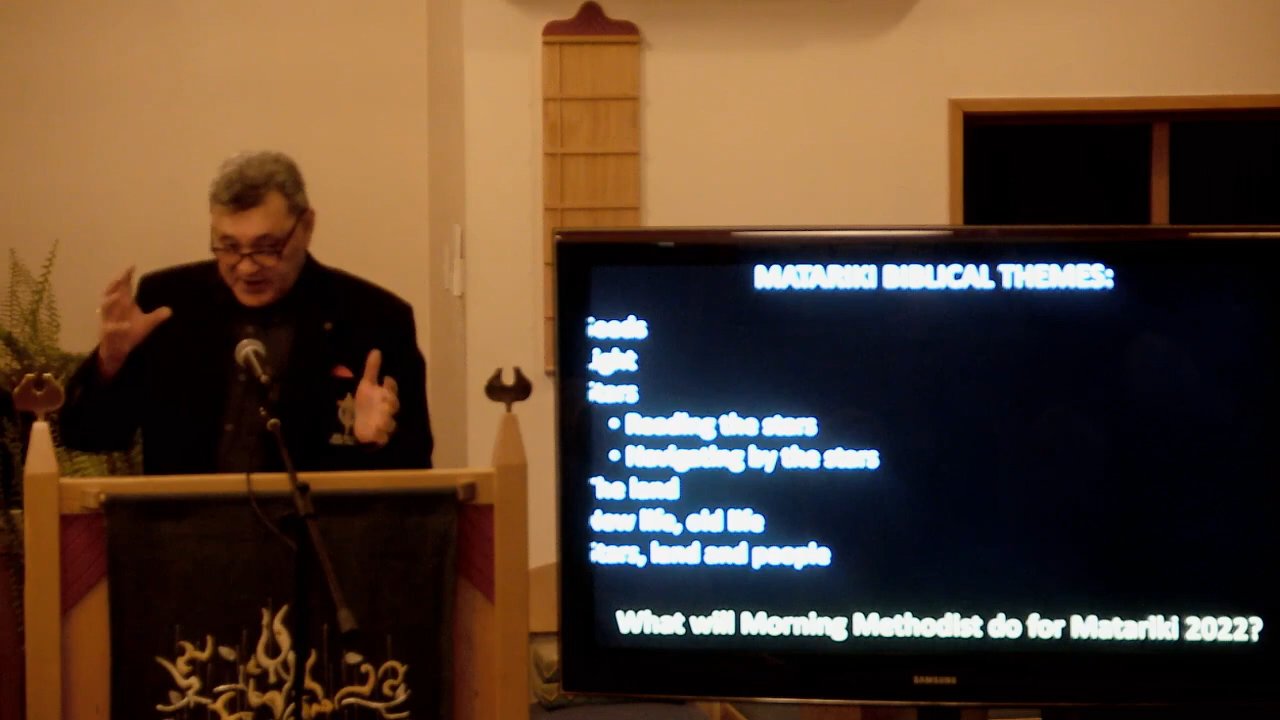 MATARIKI BIBLICAL THEMES:
• Reading the stars
• Navigating by the stars
land
life, old life
land and people
What will Morning Methodist do for Matariki 2022?
SAMSUNG